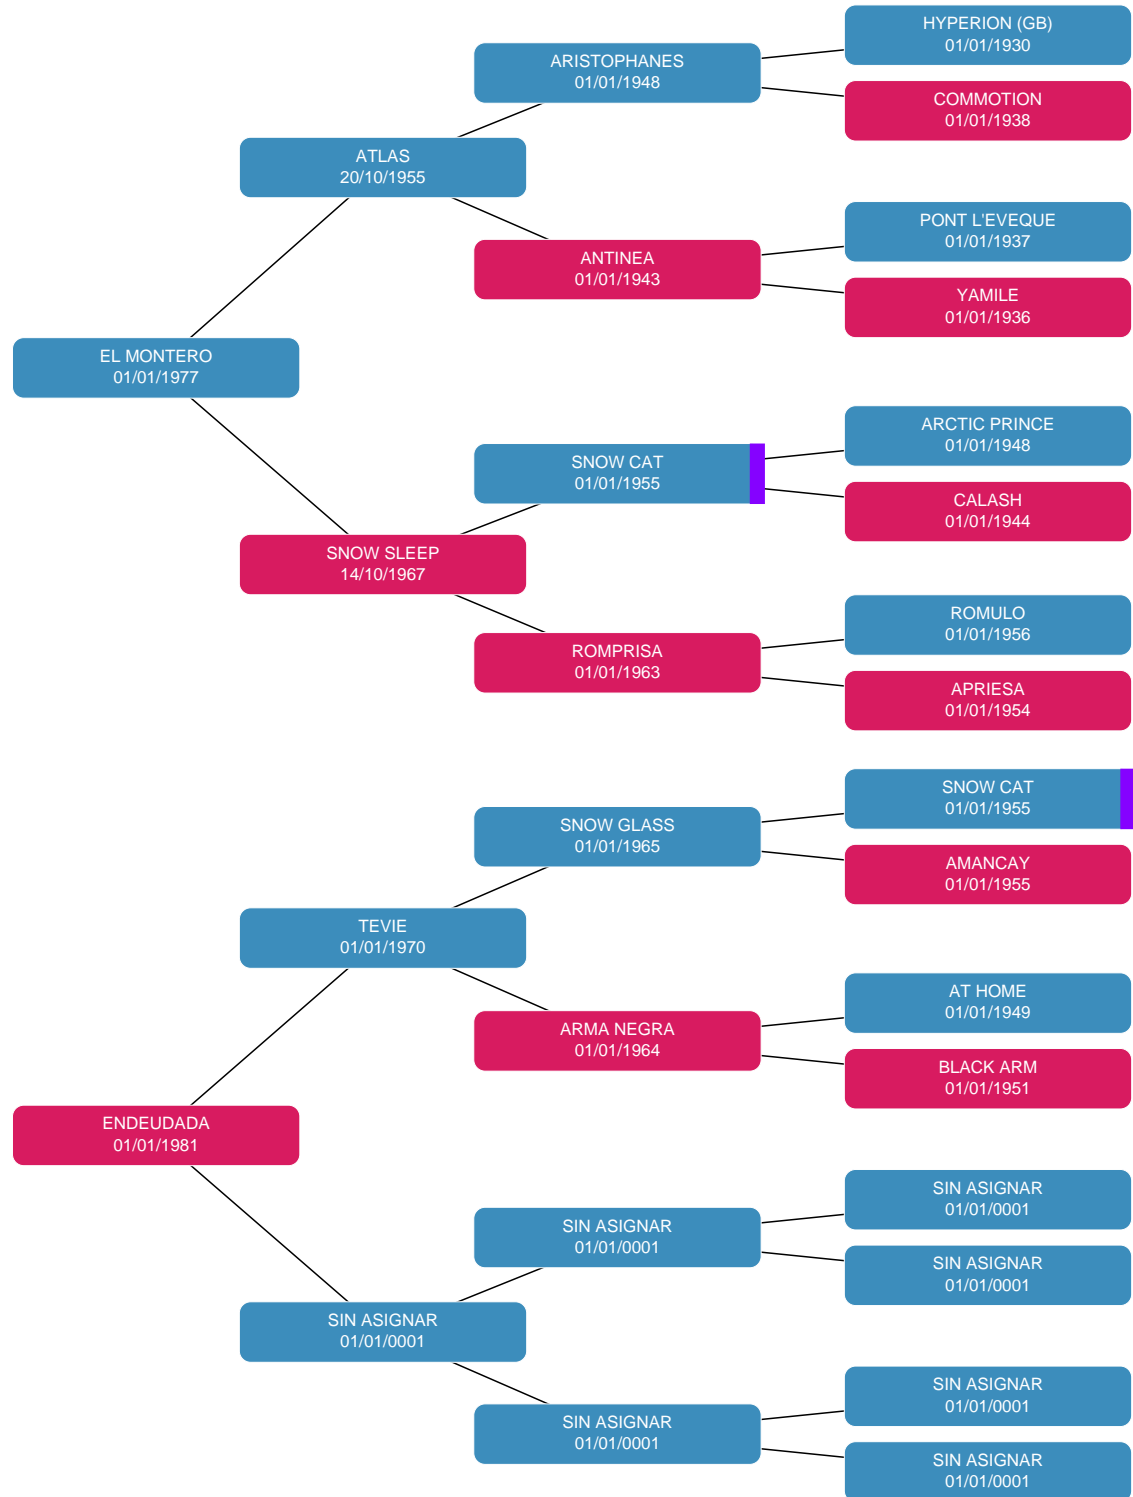 HYPERION (GB)
01/01/1930
ARISTOPHANES
01/01/1948
COMMOTION
01/01/1938
ATLAS
20/10/1955
PONT L'EVEQUE
01/01/1937
ANTINEA
01/01/1943
YAMILE
01/01/1936
EL MONTERO
01/01/1977
ARCTIC PRINCE
01/01/1948
SNOW CAT
01/01/1955
CALASH
01/01/1944
SNOW SLEEP
14/10/1967
ROMULO
01/01/1956
ROMPRISA
01/01/1963
APRIESA
01/01/1954
SNOW CAT
01/01/1955
SNOW GLASS
01/01/1965
AMANCAY
01/01/1955
TEVIE
01/01/1970
AT HOME
01/01/1949
ARMA NEGRA
01/01/1964
BLACK ARM
01/01/1951
ENDEUDADA
01/01/1981
SIN ASIGNAR
01/01/0001
SIN ASIGNAR
01/01/0001
SIN ASIGNAR
01/01/0001
SIN ASIGNAR
01/01/0001
SIN ASIGNAR
01/01/0001
SIN ASIGNAR
01/01/0001
SIN ASIGNAR
01/01/0001